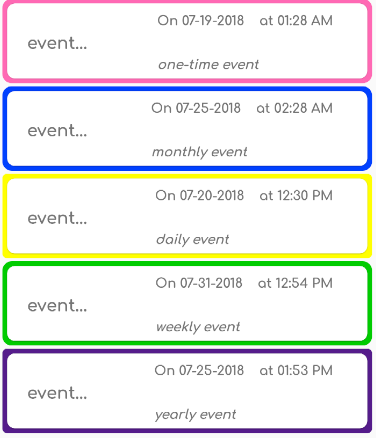 On 07-19-2018 at 01:28 AM
event...
one-time event
On 07-25-2018 at 02:28 AM
event...
monthly event
On 07-20-2018 at 12:30 PM
event...
daily event
On 07-31-2018 at 12:54 PM
event...
weekly event
On 07-25-2018 at 01:53 PM
event...
yearly event